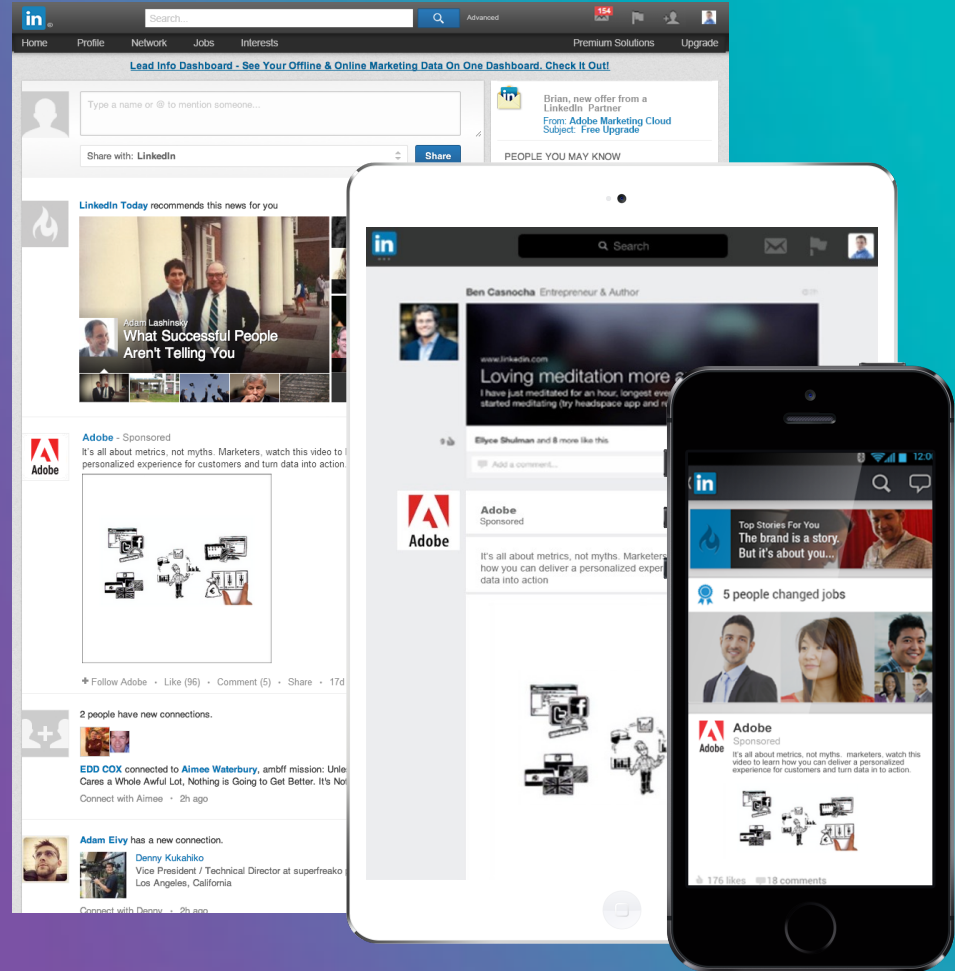 in
Search...
Advanced
154
Home Profile Network Jobs Interests Premium Solutions Upgrade
Lead Info Dashboard - See Your Offline & Online Marketing Data On One Dashboard. Check It Out!
Type a name or @ to mention someone...
Share with: LinkedIn
Share
in
Brian, new offer from a
LinkedIn Partner
From: Adobe Marketing Cloud
Subject: Free Upgrade
PEOPLE YOU MAY KNOW
LinkedIn Today recommends this news for you
Adam Lashinsky
What Successful People
Aren't Telling You
Adobe
Adobe - Sponsored
It's all about metrics, not myths. Marketers, watch this video to
personalized experience for customers and turn data into action
+ Follow Adobe • Like (96) • Comment (5) • Share • 17d
2 people have new connections.
EDD COX connected to Aimee Waterbury, ambff mission:
Cares a Whole Awful Lot, Nothing is Going to Get Better. It's
Connect with Aimee • 2h ago
Adam Eivy has a new connection.
Denny Kukahiko
Vice President / Technical Director at superfreako
Los Angeles, California
Connect with Denny • 2h ago
in
Search
Ben Casnocha Entrepreneur & Author
www.linkedin.com
Loving meditation more
I have just meditated for an hour, longest
started meditating (try headspace app and
Ellyce Shulman and 8 more like this
Add a comment...
Adobe
Adobe
Sponsored
It's all about metrics, not myths. Marketers
how you can deliver a personalized
data into action
in
Top Stories For You
The brand is a story.
But it's about you...
5 people changed jobs
Adobe
Adobe
Sponsored
It's all about metrics, not myths. marketers, watch this
video to learn how you can deliver a personalized
experience for customers and turn data in to action.
176 likes 18 comments